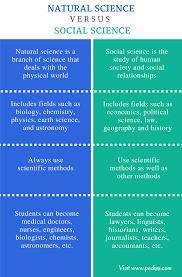 NATURAL SCIENCE
VERSUS
SOCIAL SCIENCE
Natural science is a
branch of science that
deals with the
physical world
Social science is the
study of human
society and social
relationships
Includes fields such as
biology, chemistry,
physics, earth science,
and astronomy
Includes fields such as
economics, political
science, law,
geography and history
Always use
scientific methods
Use scientific
methods as well as
other methods
Students can become
medical doctors,
nurses, engineers,
biologists, chemists,
astronomers, etc.
Students can become
lawyers, linguists,
historians, writers,
journalists, teachers,
accountants, etc.
Visit www.pediaa.com